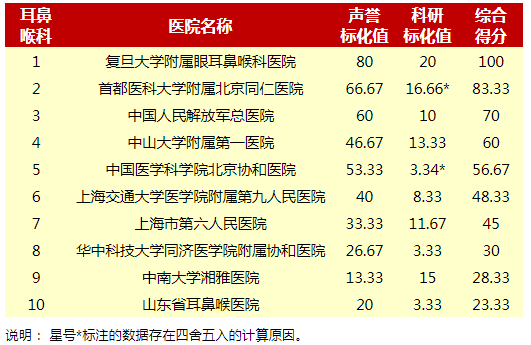 耳鼻喉科 医院名称 声誉标化值 科研标化值 综合得分
1 复旦大学附属眼耳鼻喉科医院 80 20 100
2 首都医科大学附属北京同仁医院 66.67 16.66* 83.33
3 中国人民解放军总医院 60 10 70
4 中山大学附属第一医院 46.67 13.33 60
5 中国医学科学院北京协和医院 53.33 3.34* 56.67
6 上海交通大学医学院附属第九人民医院 40 8.33 48.33
7 上海市第六人民医院 33.33 11.67 45
8 华中科技大学同济医学院附属协和医院 26.67 3.33 30
9 中南大学湘雅医院 13.33 15 28.33
10 山东省耳鼻喉医院 20 3.33 23.33
说明： 星号*标注的数据存在四舍五入的计算原因。